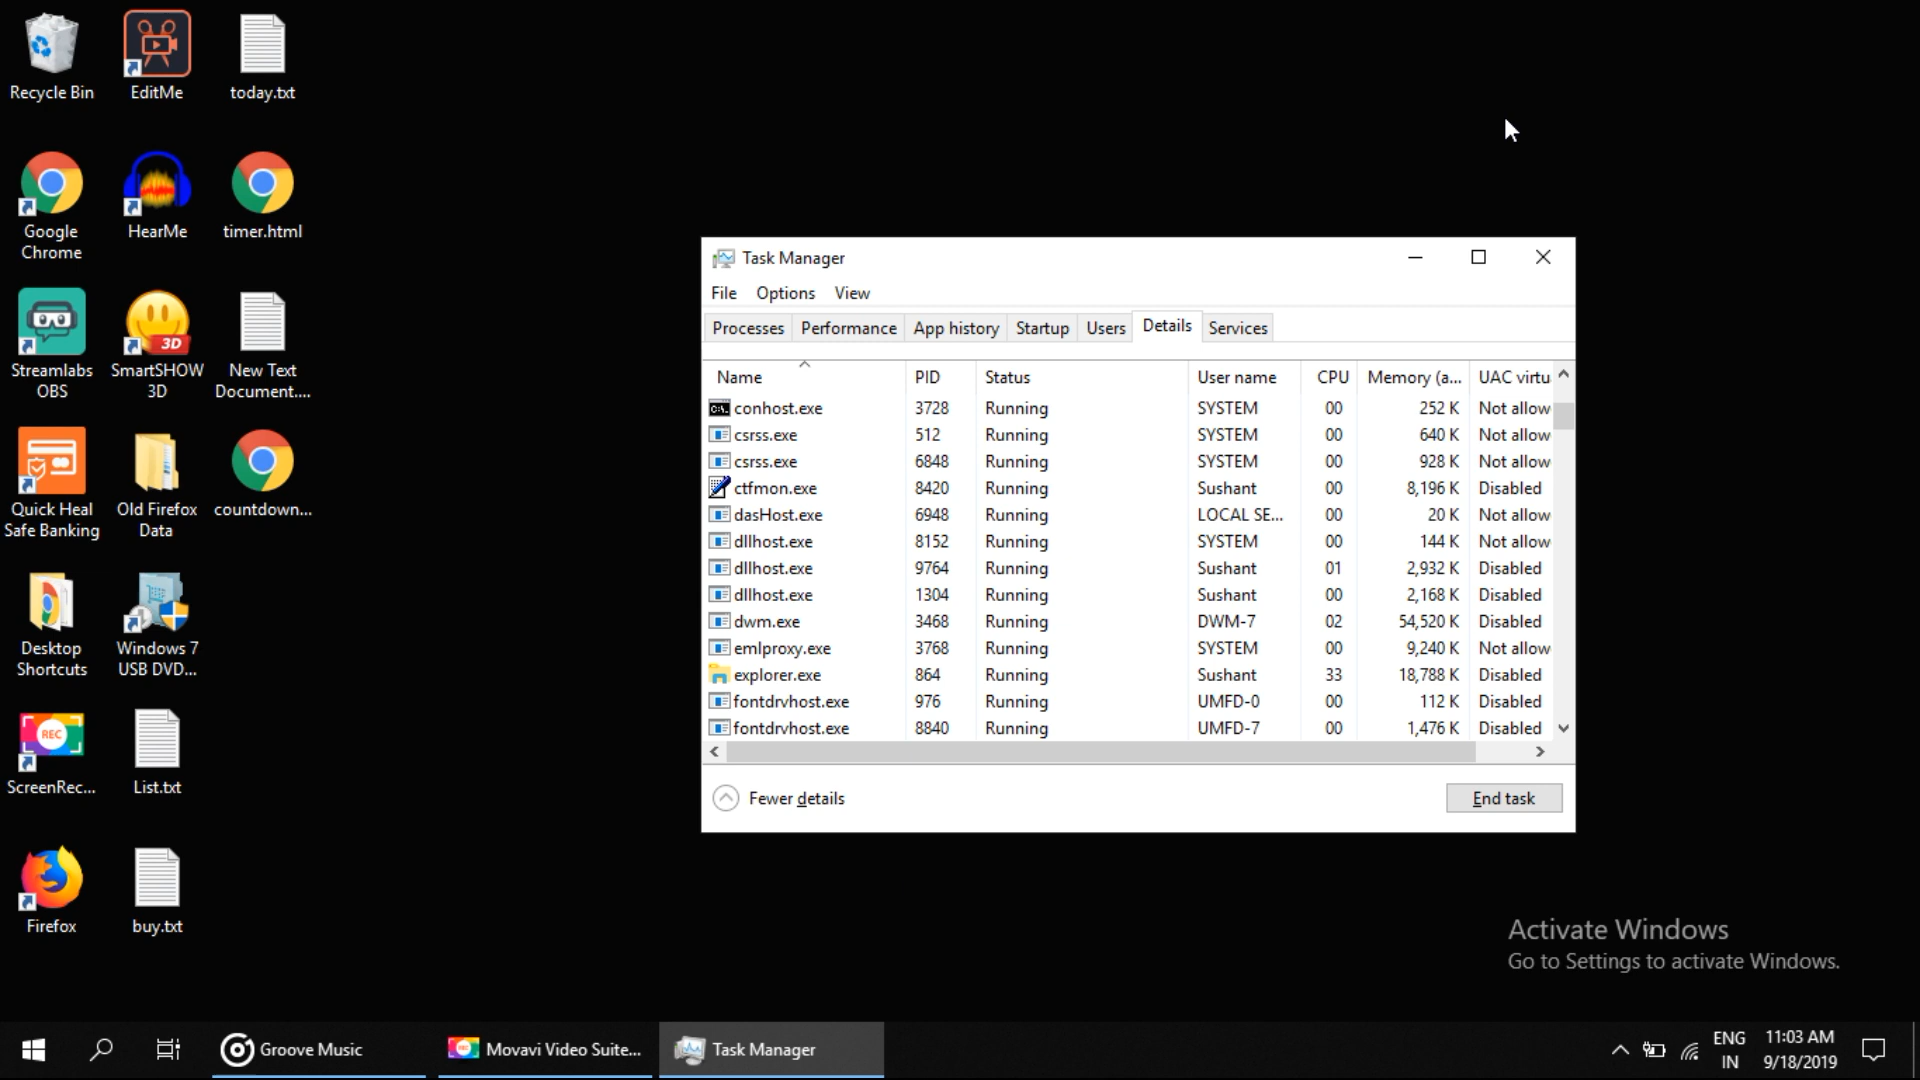 Recycle Bin
EditMe
today.txt
Google
Chrome
HearMe
timer.html
Streamlabs
OBS
SmartSHOW
3D
3D
New Text
Document....
Quick Heal
Safe Banking
Old Firefox
Data
countdown...
Desktop
Shortcuts
Windows 7
USB DVD...
REC
ScreenRec...
List.txt
Firefox
buy.txt
Task Manager
File Options View
Processes Performance App history Startup Users Details Services
Name PID Status User name CPU Memory (a... UAC virtu
conhost.exe 3728 Running SYSTEM 00 252 K Not allow
csrss.exe 512 Running SYSTEM 00 640 K Not allow
csrss.exe 6848 Running SYSTEM 00 928 K Not allow
ctfmon.exe 8420 Running Sushant 00 8,196 K Disabled
dasHost.exe 6948 Running LOCAL SE... 00 20 K Not allow
dllhost.exe 8152 Running SYSTEM 00 144 K Not allow
dllhost.exe 9764 Running Sushant 01 2,932 K Disabled
dllhost.exe 1304 Running Sushant 00 2,168 K Disabled
dwm.exe 3468 Running DWM-7 02 54,520 K Disabled
emlproxy.exe 3768 Running SYSTEM 00 9,240 K Not allow
explorer.exe 864 Running Sushant 33 18,788 K Disabled
fontdrvhost.exe 976 Running UMFD-0 00 112 K Disabled
fontdrvhost.exe 8840 Running UMFD-7 00 1,476 K Disabled
Fewer details
End task
Activate Windows
Go to Settings to activate Windows.
Groove Music
Movavi Video Suite...
Task Manager
ENG
IN
11:03 AM
9/18/2019